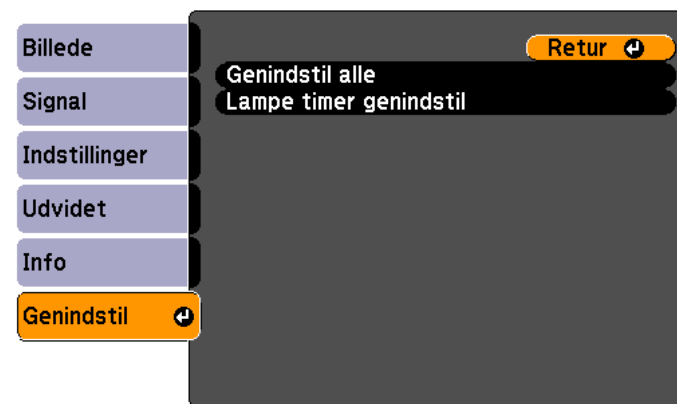 Billede
Signal
Indstillinger
Udvidet
Info
Genindstil
Retur
Genindstil alle
Lampe timer genindstil